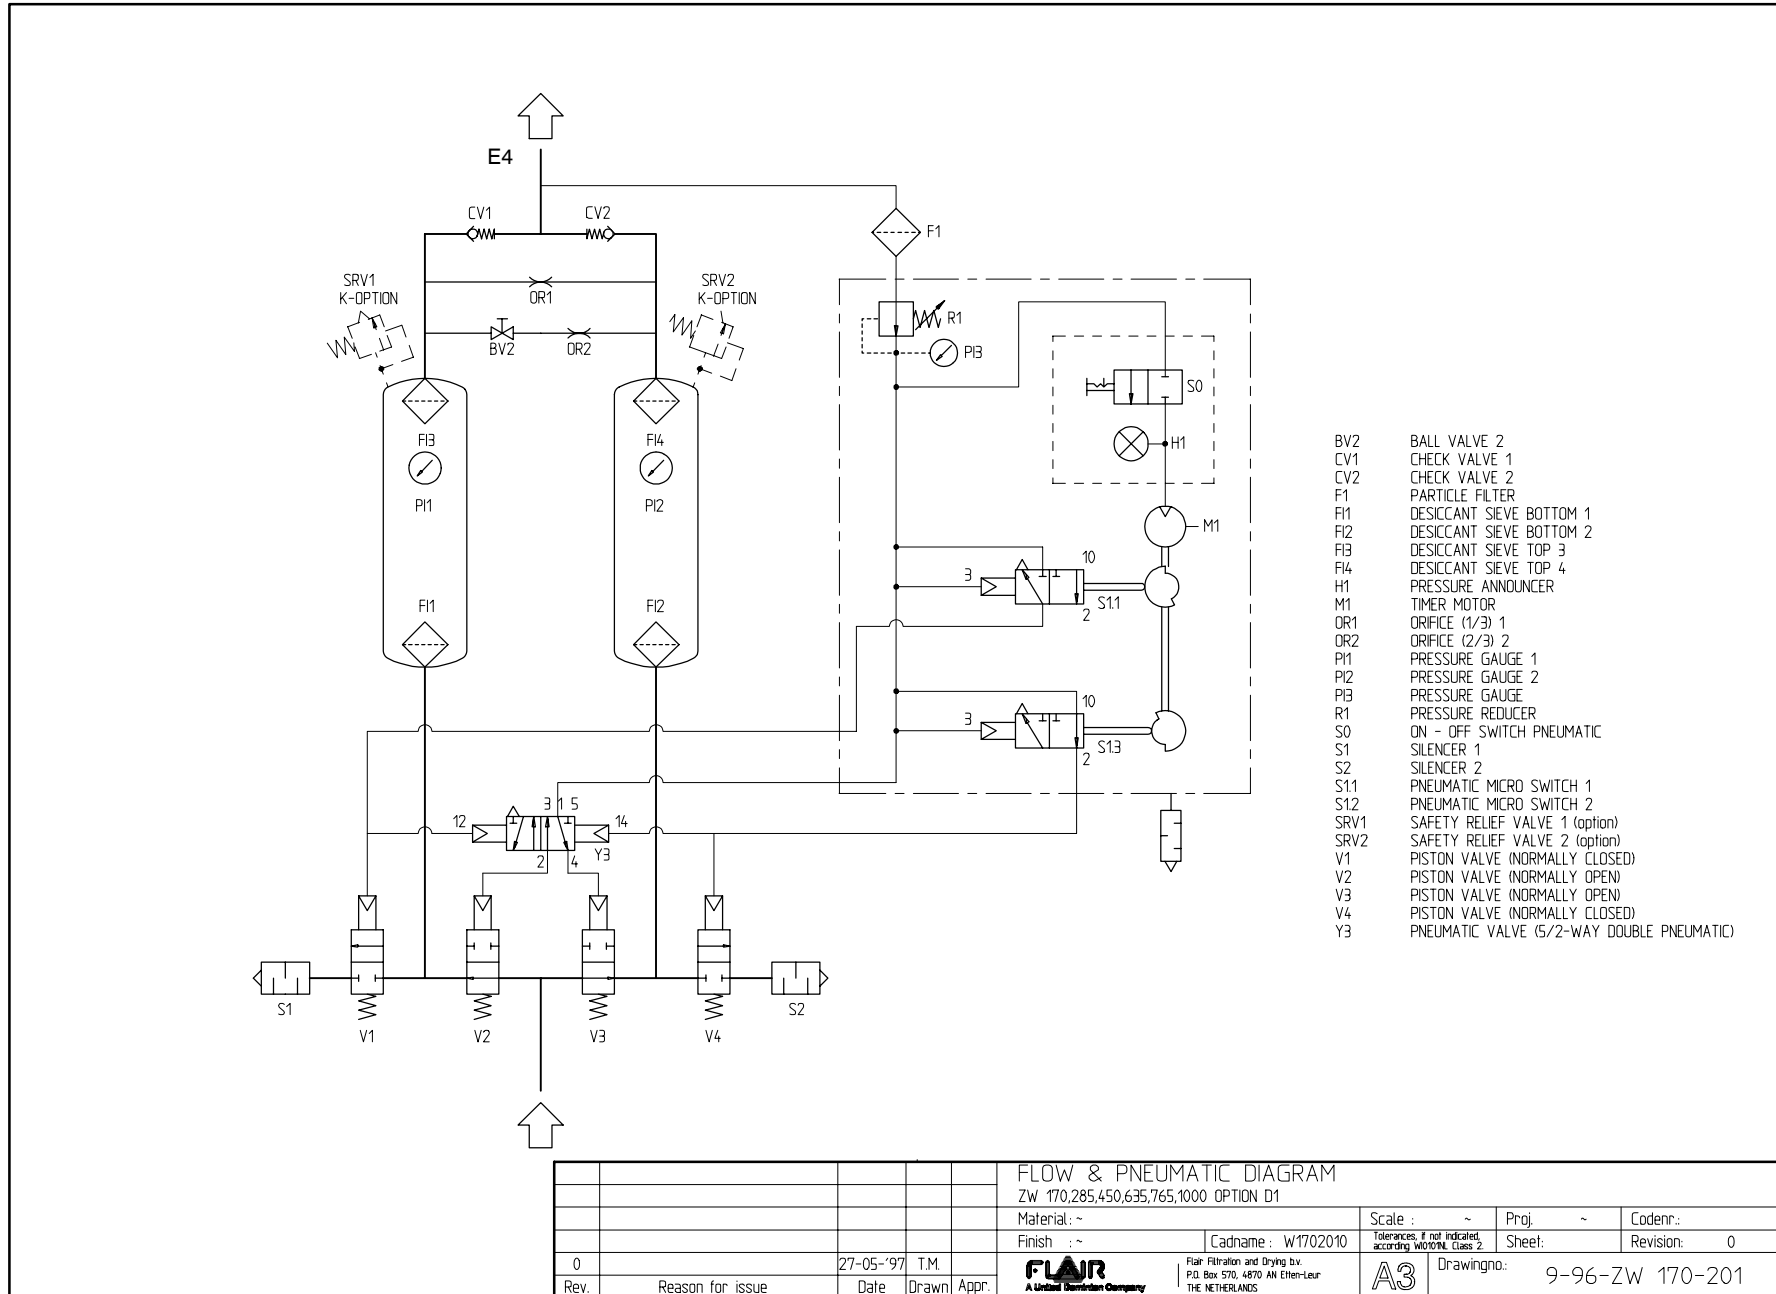 E4
CV1
CV2
F1
SRV1
K-OPTION
SRV2
K-OPTION
OR1
BV2
OR2
R1
PI3
S0
H1
FI3
FI4
PI1
PI2
M1
10
3
S1.1
2
FI1
FI2
10
3
S1.3
2
3 1 5
12
14
2
4
Y3
S1
V1
V2
V3
V4
S2
BV2 BALL VALVE 2
CV1 CHECK VALVE 1
CV2 CHECK VALVE 2
F1 PARTICLE FILTER
FI1 DESICCANT SIEVE BOTTOM 1
FI2 DESICCANT SIEVE BOTTOM 2
FI3 DESICCANT SIEVE TOP 3
FI4 DESICCANT SIEVE TOP 4
H1 PRESSURE ANNOUNCER
M1 TIMER MOTOR
OR1 ORIFICE (1/3) 1
OR2 ORIFICE (2/3) 2
PI1 PRESSURE GAUGE 1
PI2 PRESSURE GAUGE 2
PI3 PRESSURE GAUGE
R1 PRESSURE REDUCER
S0 ON - OFF SWITCH PNEUMATIC
S1 SILENCER 1
S2 SILENCER 2
S1.1 PNEUMATIC MICRO SWITCH 1
S1.2 PNEUMATIC MICRO SWITCH 2
SRV1 SAFETY RELIEF VALVE 1 (option)
SRV2 SAFETY RELIEF VALVE 2 (option)
V1 PISTON VALVE (NORMALLY CLOSED)
V2 PISTON VALVE (NORMALLY OPEN)
V3 PISTON VALVE (NORMALLY OPEN)
V4 PISTON VALVE (NORMALLY CLOSED)
Y3 PNEUMATIC VALVE (5/2-WAY DOUBLE PNEUMATIC)
FLOW & PNEUMATIC DIAGRAM
ZW 170,285,450,635,765,1000 OPTION D1
Material : ~
Scale : ~
Proj. ~
Codenr.:
Finish : ~
Cadname : W1702010
Tolerances, if not indicated,
according WI0101NL Class 2.
Sheet:
Revision: 0
0 27-05-'97 T.M.
Rev. Reason for issue Date Drawn Appr.
FLAIR
A United Dominion Company
Flair Filtration and Drying b.v.
P.O. Box 570, 4870 AN Etten-Leur
THE NETHERLANDS
A3
Drawingno.:
9-96-ZW 170-201